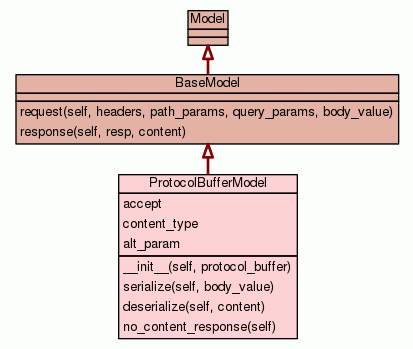 Model
BaseModel
request(self, headers, path_params, query_params, body_value)
response(self, resp, content)
ProtocolBufferModel
accept
content_type
alt_param
__init__(self, protocol_buffer)
serialize(self, body_value)
deserialize(self, content)
no_content_response(self)